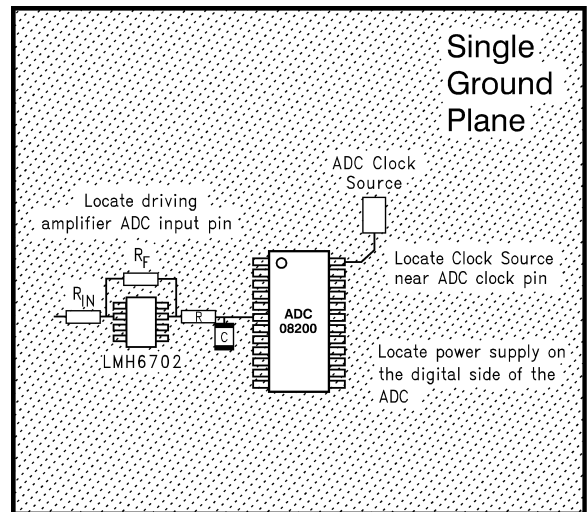 Single
Ground
Plane
ADC Clock
Source
Locate driving
amplifier ADC input pin
RF
RIN
R
C
LMH6702
ADC
08200
Locate Clock Source
near ADC clock pin
Locate power supply on
the digital side of the
ADC